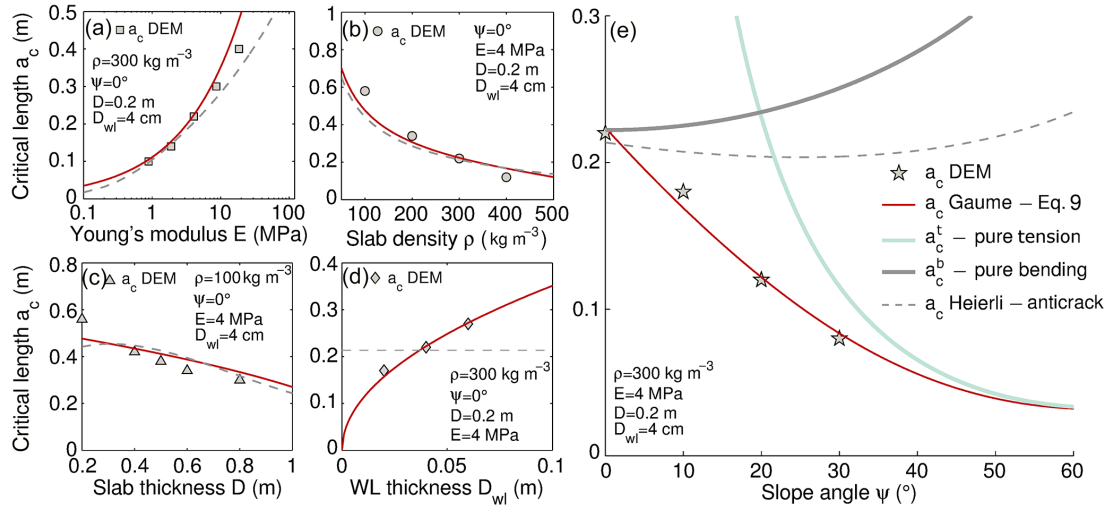 (a)
a_c DEM
ρ=300 kg m⁻³
Ψ=0°
D=0.2 m
D_wl=4 cm
0.5
0.4
0.3
0.2
0.1
0
0.1
1
10
100
Critical length a_c (m)
Young's modulus E (MPa)
(b)
a_c DEM
Ψ=0°
E=4 MPa
D=0.2 m
D_wl=4 cm
1
0.8
0.6
0.4
0.2
0
100
200
300
400
500
Slab density ρ (kg m⁻³)
(c)
a_c DEM
ρ=100 kg m⁻³
Ψ=0°
E=4 MPa
D_wl=4 cm
0.8
0.6
0.4
0.2
0
0.2
0.4
0.6
0.8
1
Critical length a_c (m)
Slab thickness D (m)
(d)
a_c DEM
ρ=300 kg m⁻³
Ψ=0°
D=0.2 m
E=4 MPa
0.4
0.3
0.2
0.1
0
0
0.05
0.1
WL thickness D_wl (m)
(e)
0.3
0.2
0.1
0
a_c DEM
a_c Gaume – Eq. 9
a_c^t – pure tension
a_c^b – pure bending
a_c Heierli – anticrack
ρ=300 kg m⁻³
E=4 MPa
D=0.2 m
D_wl=4 cm
0
10
20
30
40
50
60
Slope angle ψ (°)